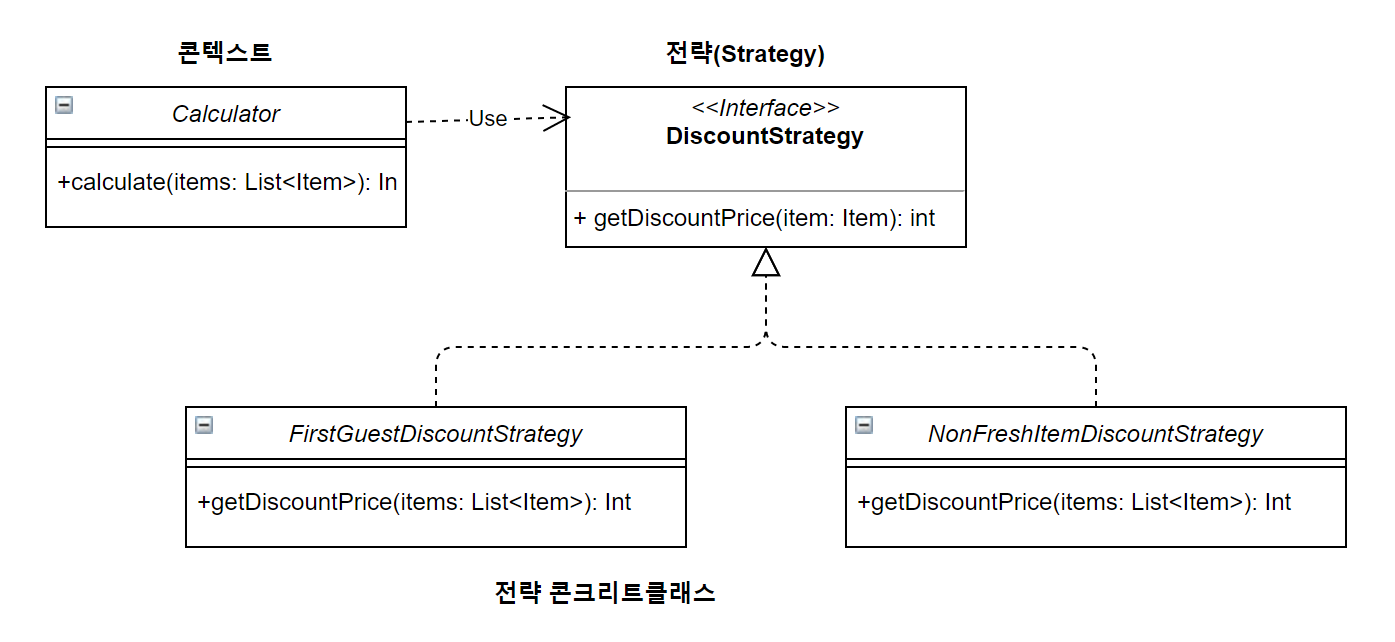 콘텍스트
전략(Strategy)
Calculator
Use
<<Interface>>
DiscountStrategy
+calculate(items: List<Item>): In
+ getDiscountPrice(item: Item): int
FirstGuestDiscountStrategy
NonFreshItemDiscountStrategy
+getDiscountPrice(items: List<Item>): Int
+getDiscountPrice(items: List<Item>): Int
전략 콘크리트클래스